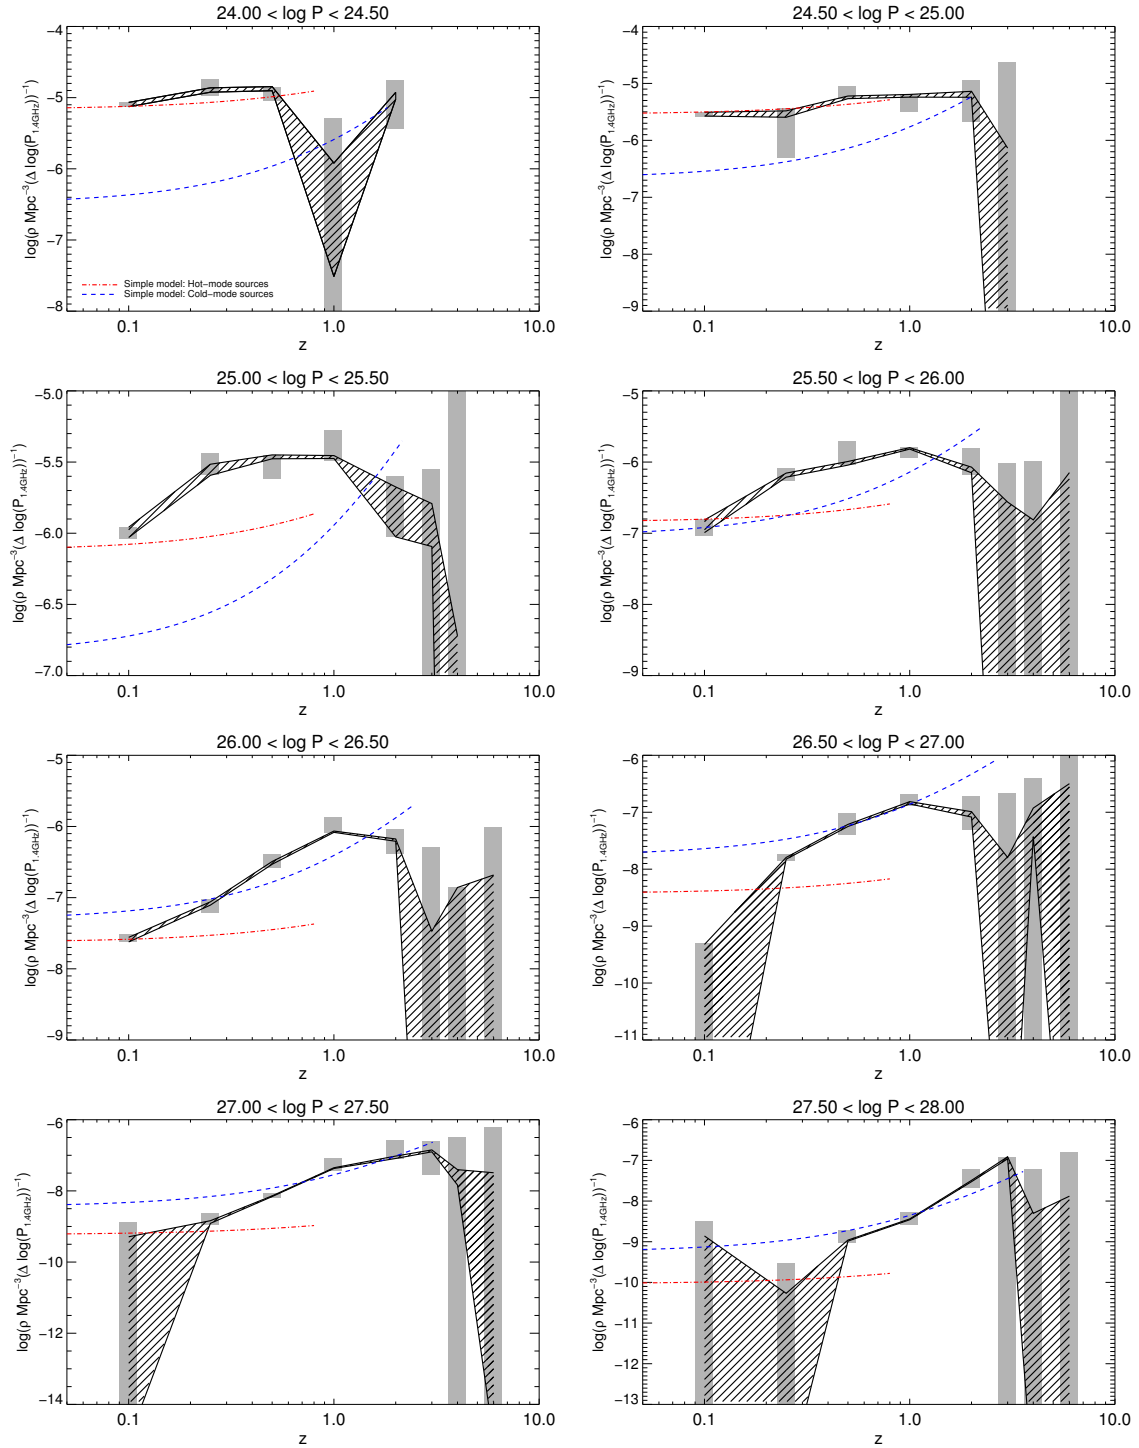 24.00 < log P < 24.50
−4
−5
−6
−7
−8
log(ρ Mpc⁻³(Δ log(P₁.₄GHz))⁻¹)
Simple model: Hot−mode sources
Simple model: Cold−mode sources
0.1
1.0
10.0
z
24.50 < log P < 25.00
−4
−5
−6
−7
−8
−9
log(ρ Mpc⁻³(Δ log(P₁.₄GHz))⁻¹)
0.1
1.0
10.0
z
25.00 < log P < 25.50
−5.0
−5.5
−6.0
−6.5
−7.0
log(ρ Mpc⁻³(Δ log(P₁.₄GHz))⁻¹)
0.1
1.0
10.0
z
25.50 < log P < 26.00
−5
−6
−7
−8
−9
log(ρ Mpc⁻³(Δ log(P₁.₄GHz))⁻¹)
0.1
1.0
10.0
z
26.00 < log P < 26.50
−5
−6
−7
−8
−9
log(ρ Mpc⁻³(Δ log(P₁.₄GHz))⁻¹)
0.1
1.0
10.0
z
26.50 < log P < 27.00
−6
−7
−8
−9
−10
−11
log(ρ Mpc⁻³(Δ log(P₁.₄GHz))⁻¹)
0.1
1.0
10.0
z
27.00 < log P < 27.50
−6
−7
−8
−9
−10
−11
−12
−13
−14
log(ρ Mpc⁻³(Δ log(P₁.₄GHz))⁻¹)
0.1
1.0
10.0
z
27.50 < log P < 28.00
−6
−7
−8
−9
−10
−11
−12
−13
log(ρ Mpc⁻³(Δ log(P₁.₄GHz))⁻¹)
0.1
1.0
10.0
z